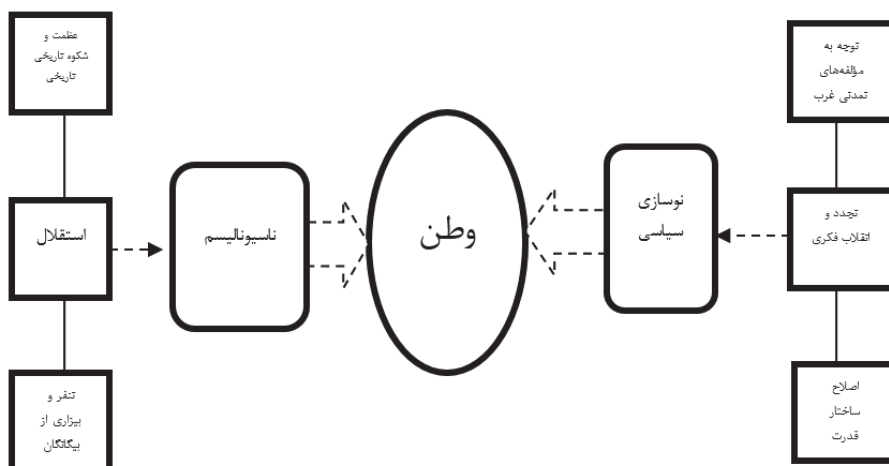 توجه به
مؤلفه‌های
تمدنی غرب
تجدد و
انقلاب فکری
اصلاح
ساختار
قدرت
نوسازی
سیاسی
وطن
ناسیونالیسم
عظمت و
شکوه تاریخی
تاریخی
استقلال
تنفر و
بیزاری از
بیگانگان